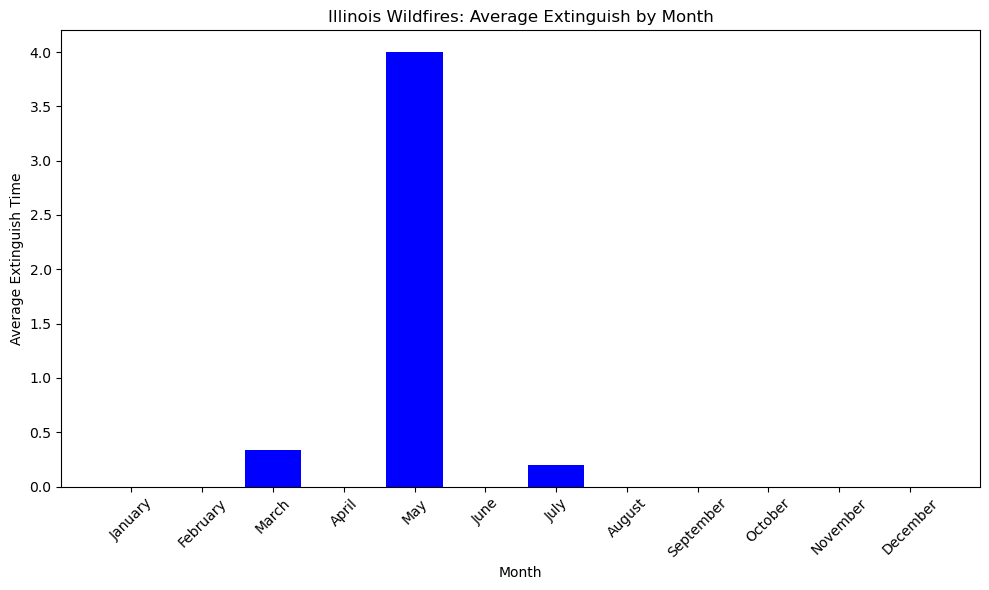 Illinois Wildfires: Average Extinguish by Month
Average Extinguish Time
4.0
3.5
3.0
2.5
2.0
1.5
1.0
0.5
0.0
January
February
March
April
May
June
July
August
September
October
November
December
Month